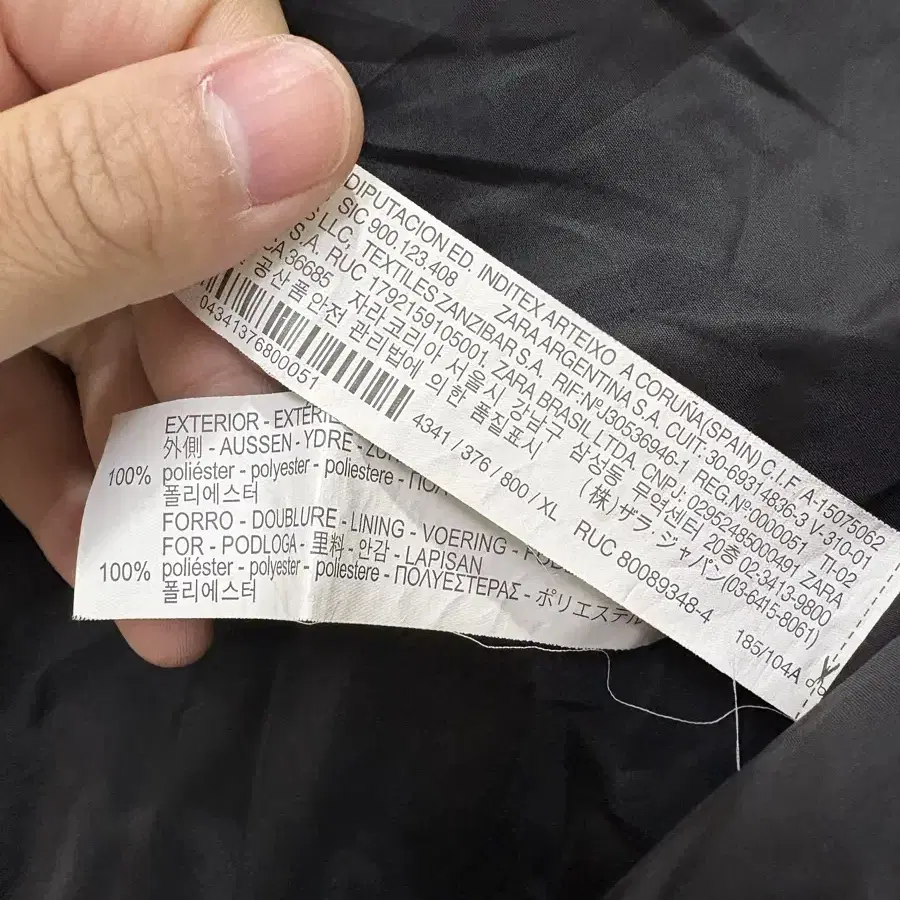 DIPUTACION ED. INDITEX ARTEIXO A CORUÑA (SPAIN) C.I.F. A-15075062
SIC 900.123.408 ZARA ARGENTINA S.A. CUIT: 30-69314836-3 V-310-01
LLC, TEXTILES ZANZIBAR S.A. RIF: Nº J30536946-1 REG.Nº:0000051 TI-02
S.A. RUC 1792159105001, ZARA BRASIL LTDA, CNPJ: 02952485000491 ZARA
CA 36685 자라코리아 서울시 강남구 삼성동 무역센터 20층 02-3413-9800
공산품안전 관리법에 의한 품질표시 (株)ザラ・ジャパン(03-6415-8061)
4341 / 376 / 800 / XL RUC 80089348-4 185/104A
04341376800051
EXTERIOR -
外側 - AUSSEN - YDRE -
100% poliéster - polyester - poliestere -
폴리에스터
FORRO - DOUBLURE - LINING - VOERING -
FOR - PODLOGA - 里料 - 안감 - LAPISAN
100% poliéster - polyester - poliestere - ΠΟΛΥΕΣΤΕΡΑΣ - ポリエステル
폴리에스터